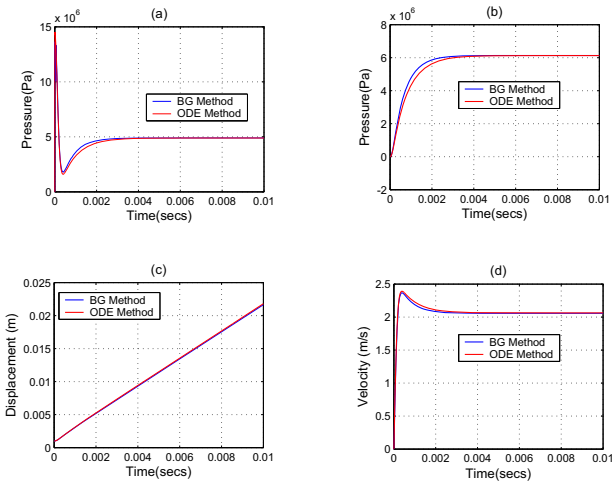 (a)
x 10^6
15
10
5
0
Pressure(Pa)
BG Method
ODE Method
0 0.002 0.004 0.006 0.008 0.01
Time(secs)
(b)
x 10^6
8
6
4
2
0
-2
Pressure(Pa)
BG Method
ODE Method
0 0.002 0.004 0.006 0.008 0.01
Time(secs)
(c)
0.025
0.02
0.015
0.01
0.005
0
Displacement (m)
BG Method
ODE Method
0 0.002 0.004 0.006 0.008 0.01
Time(secs)
(d)
2.5
2
1.5
1
0.5
0
Velocity (m/s)
BG Method
ODE Method
0 0.002 0.004 0.006 0.008 0.01
Time(secs)